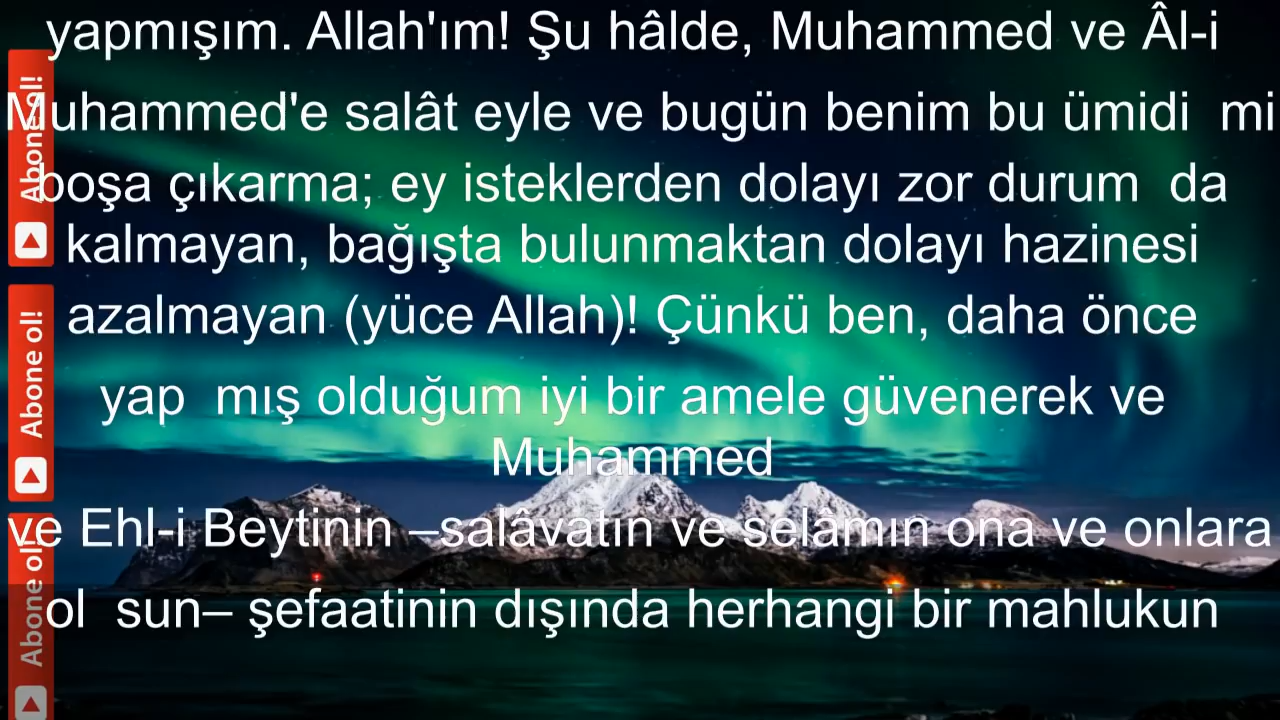 yapmışım. Allah'ım! Şu hâlde, Muhammed ve Âl-i
Muhammed'e salât eyle ve bugün benim bu ümidi  mi
boşa çıkarma; ey isteklerden dolayı zor durum  da
kalmayan, bağışta bulunmaktan dolayı hazinesi
azalmayan (yüce Allah)! Çünkü ben, daha önce
yap  mış olduğum iyi bir amele güvenerek ve
Muhammed
ve Ehl-i Beytinin –salâvatın ve selâmın ona ve onlara
ol  sun– şefaatinin dışında herhangi bir mahlukun
Abone ol!
Abone ol!
Abone ol!